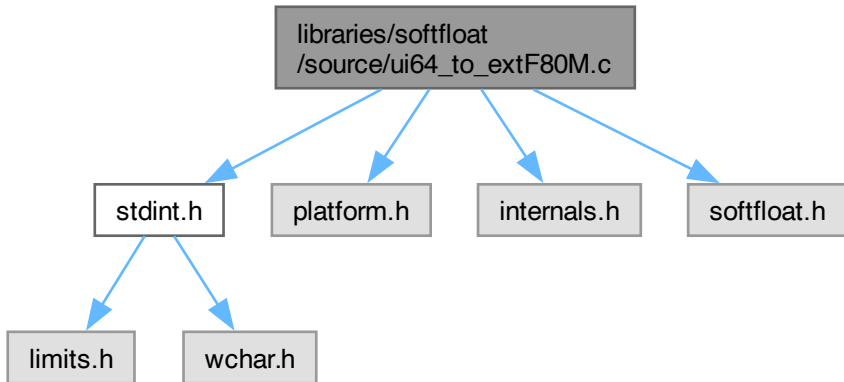 libraries/softfloat
/source/ui64_to_extF80M.c
stdint.h
platform.h
internals.h
softfloat.h
limits.h
wchar.h